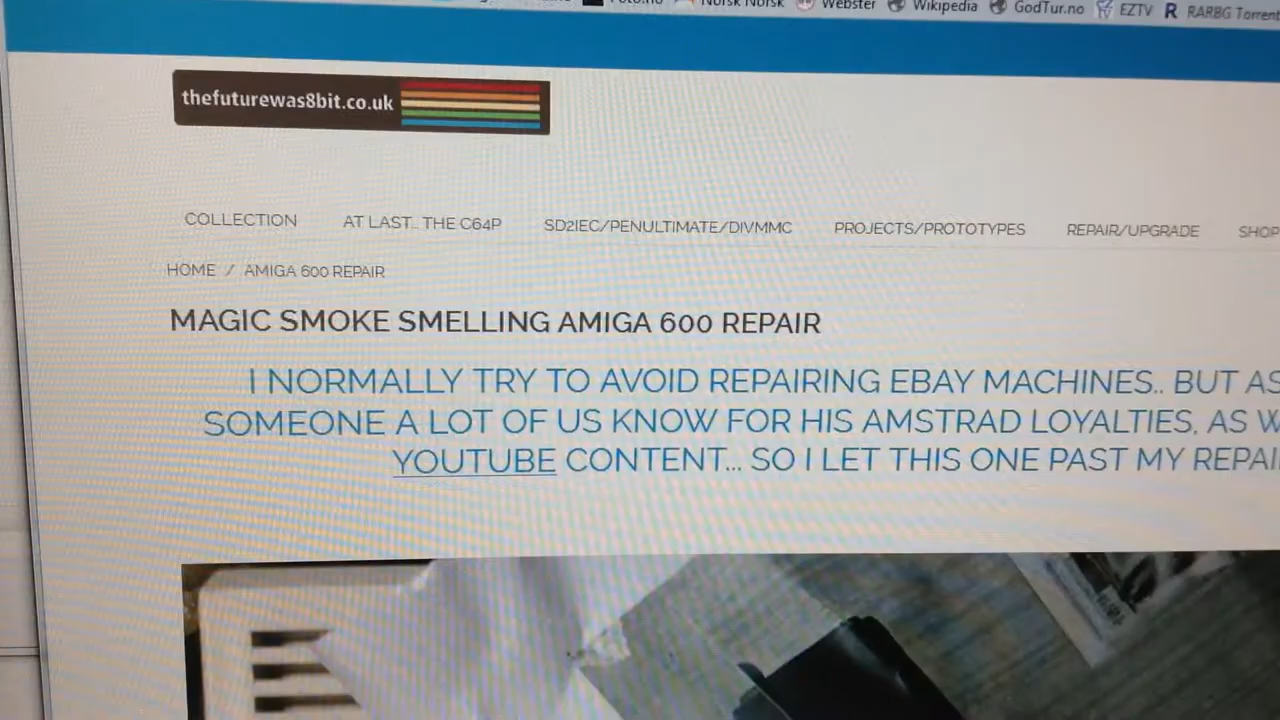 Norsk Norsk Webster Wikipedia GodTur.no EZTV R RARBG Torrent
thefuturewas8bit.co.uk
COLLECTION AT LAST... THE C64P SD2IEC/PENULTIMATE/DIVMMC PROJECTS/PROTOTYPES REPAIR/UPGRADE SHOP
HOME / AMIGA 600 REPAIR
MAGIC SMOKE SMELLING AMIGA 600 REPAIR
I NORMALLY TRY TO AVOID REPAIRING EBAY MACHINES.. BUT AS
SOMEONE A LOT OF US KNOW FOR HIS AMSTRAD LOYALTIES, AS W
YOUTUBE CONTENT... SO I LET THIS ONE PAST MY REPAI